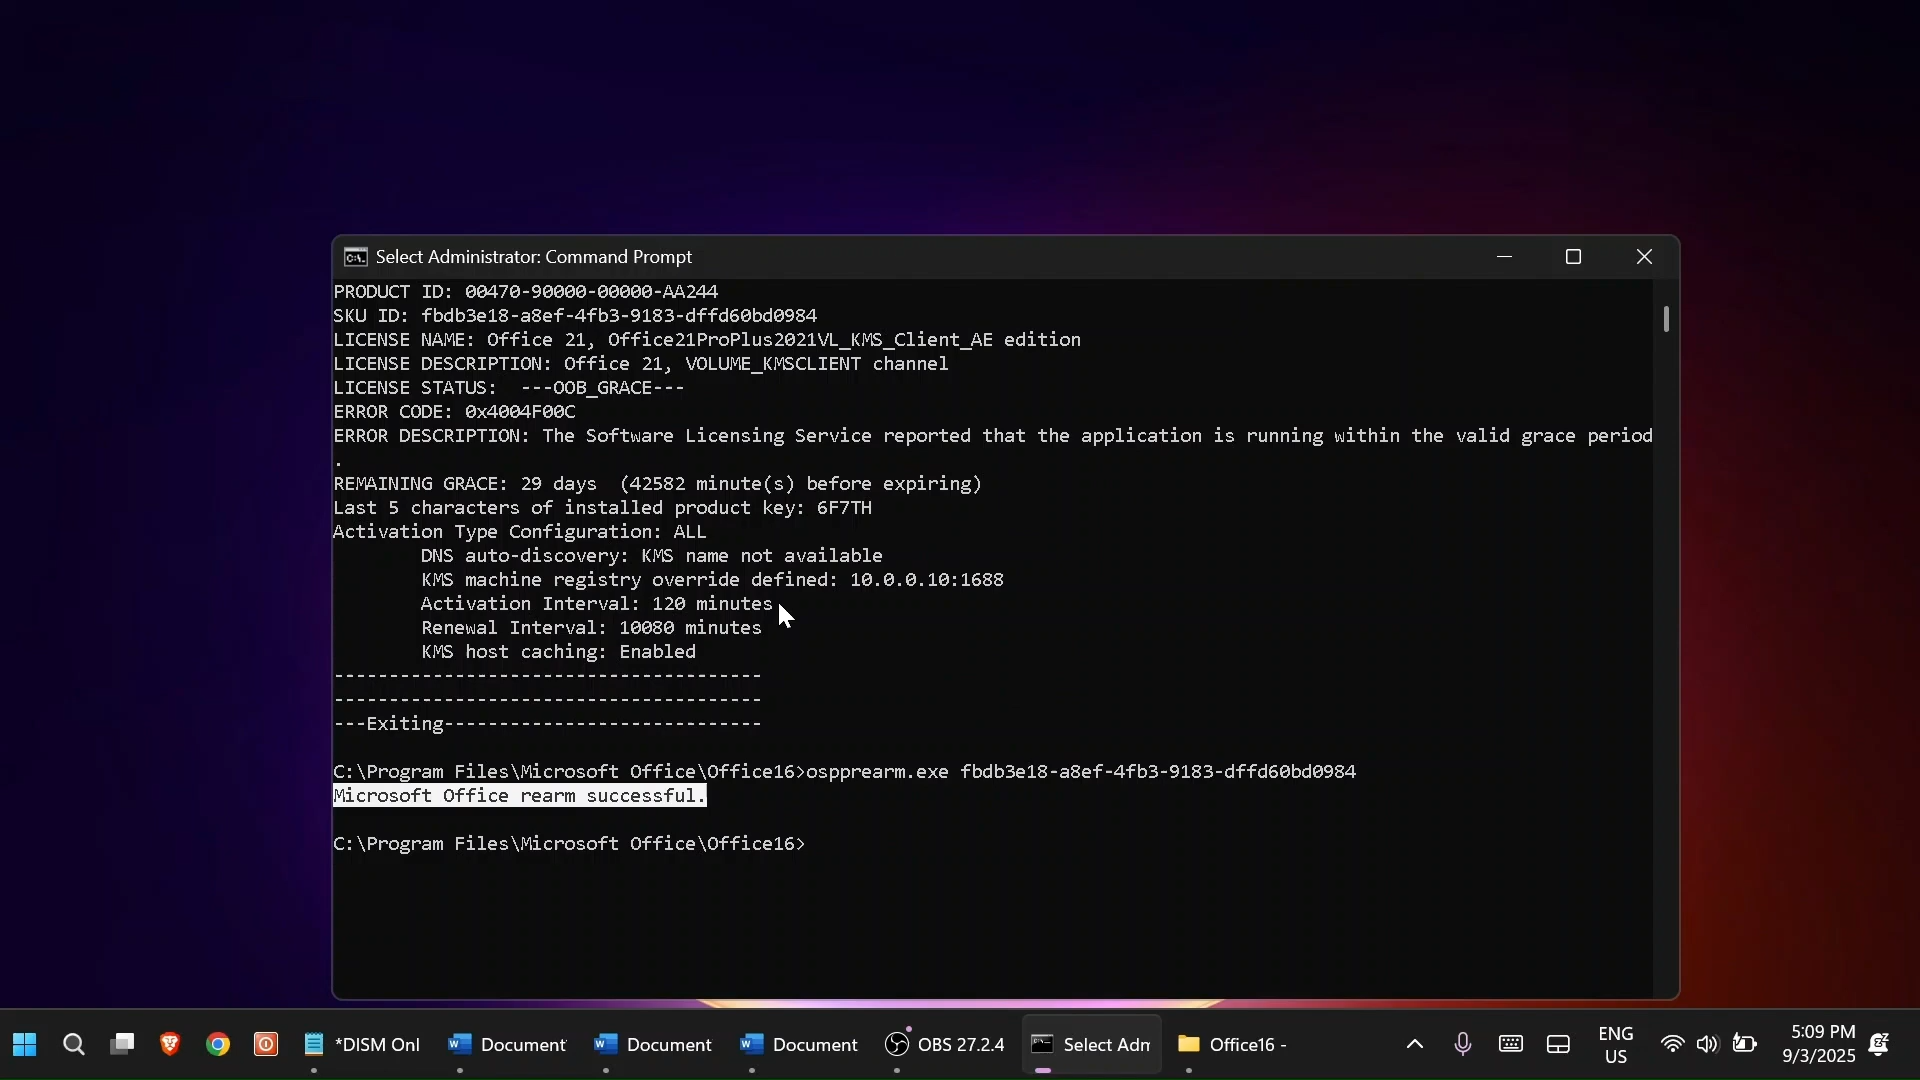 Select Administrator: Command Prompt
PRODUCT ID: 00470-90000-00000-AA244
SKU ID: fbdb3e18-a8ef-4fb3-9183-dffd60bd0984
LICENSE NAME: Office 21, Office21ProPlus2021VL_KMS_Client_AE edition
LICENSE DESCRIPTION: Office 21, VOLUME_KMSCLIENT channel
LICENSE STATUS:  ---OOB_GRACE---
ERROR CODE: 0x4004F00C
ERROR DESCRIPTION: The Software Licensing Service reported that the application is running within the valid grace period
.
REMAINING GRACE: 29 days  (42582 minute(s) before expiring)
Last 5 characters of installed product key: 6F7TH
Activation Type Configuration: ALL
        DNS auto-discovery: KMS name not available
        KMS machine registry override defined: 10.0.0.10:1688
        Activation Interval: 120 minutes
        Renewal Interval: 10080 minutes
        KMS host caching: Enabled
---------------------------------------
---------------------------------------
---Exiting-----------------------------
C:\Program Files\Microsoft Office\Office16>ospprearm.exe fbdb3e18-a8ef-4fb3-9183-dffd60bd0984
Microsoft Office rearm successful.
C:\Program Files\Microsoft Office\Office16>
*DISM Onl
Document
Document
Document
OBS 27.2.4
Select Adm
Office16 -
ENG
US
5:09 PM
9/3/2025